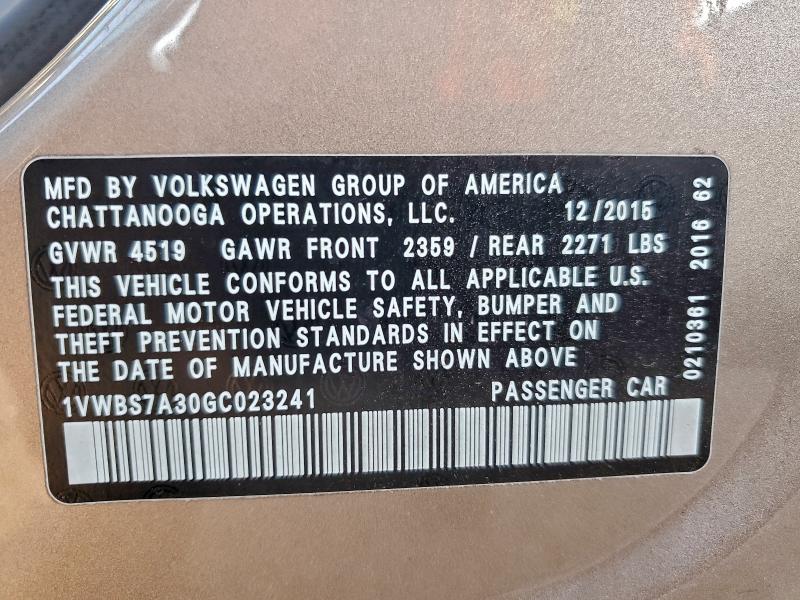 MFD BY VOLKSWAGEN GROUP OF AMERICA
CHATTANOOGA OPERATIONS, LLC. 12/2015
GVWR 4519 GAWR FRONT 2359 / REAR 2271 LBS
THIS VEHICLE CONFORMS TO ALL APPLICABLE U.S.
FEDERAL MOTOR VEHICLE SAFETY, BUMPER AND
THEFT PREVENTION STANDARDS IN EFFECT ON
THE DATE OF MANUFACTURE SHOWN ABOVE
1VWBS7A30GC023241 PASSENGER CAR
0210361 2016 62